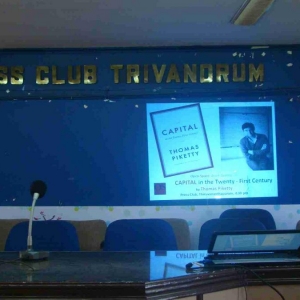 SS CLUB TRIVANDRUM
CAPITAL
THOMAS
PIKETTY
CAPITAL in the Twenty - First Century
by Thomas Piketty